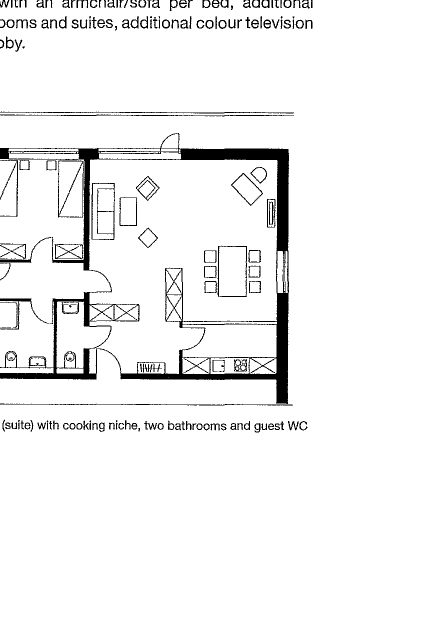 with an armchair/sofa per bed, additional
ooms and suites, additional colour television
oby.
(suite) with cooking niche, two bathrooms and guest WC